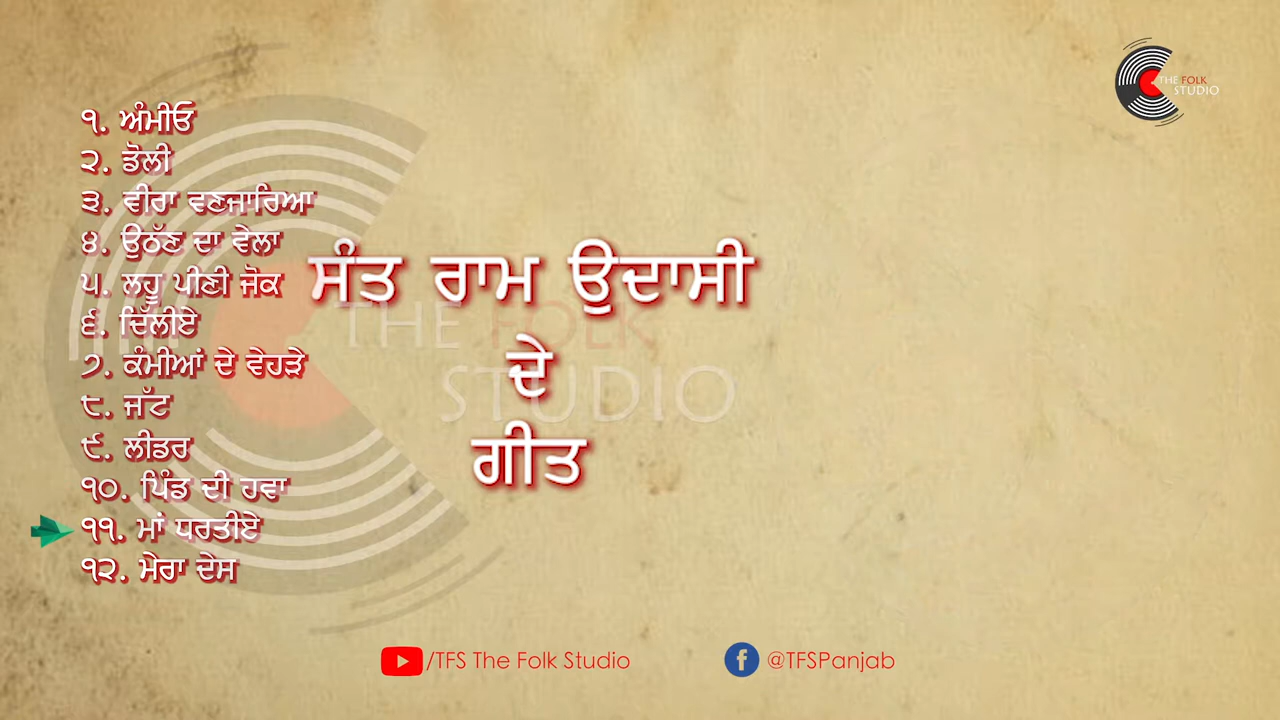 THE FOLK
STUDIO
੧. ਅੰਮੀਓ
੨. ਡੋਲੀ
੩. ਵੀਰਾ ਵਣਜਾਰਿਆ
੪. ਉਠੱਣ ਦਾ ਵੇਲਾ
੫. ਲਹੂ ਪੀਣੀ ਜੋਕ
੬. ਦਿੱਲੀਏ
੭. ਕੰਮੀਆਂ ਦੇ ਵੇਹੜੇ
੮. ਜੱਟ
੯. ਲੀਡਰ
੧੦. ਪਿੰਡ ਦੀ ਹਵਾ
੧੧. ਮਾਂ ਧਰਤੀਏ
੧੨. ਮੇਰਾ ਦੇਸ
ਸੰਤ ਰਾਮ ਉਦਾਸੀ
ਦੇ
ਗੀਤ
THE FOLK
STUDIO
/TFS The Folk Studio
@TFSPanjab